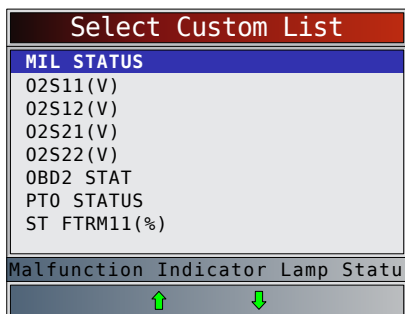 Select Custom List
MIL STATUS
O2S11(V)
O2S12(V)
O2S21(V)
O2S22(V)
OBD2 STAT
PTO STATUS
ST FTRM11(%)
Malfunction Indicator Lamp Statu